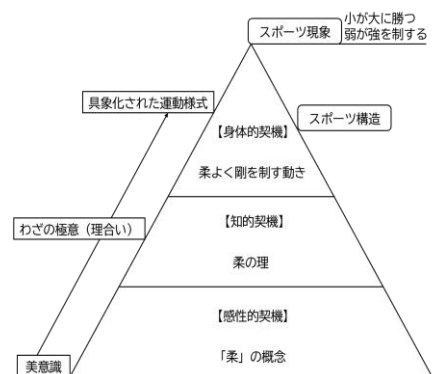 スポーツ現象
小が大に勝つ
弱が強を制する
具象化された運動様式
スポーツ構造
【身体的契機】
柔よく剛を制す動き
【知的契機】
わざの極意（理合い）
柔の理
【感性的契機】
「柔」の概念
美意識